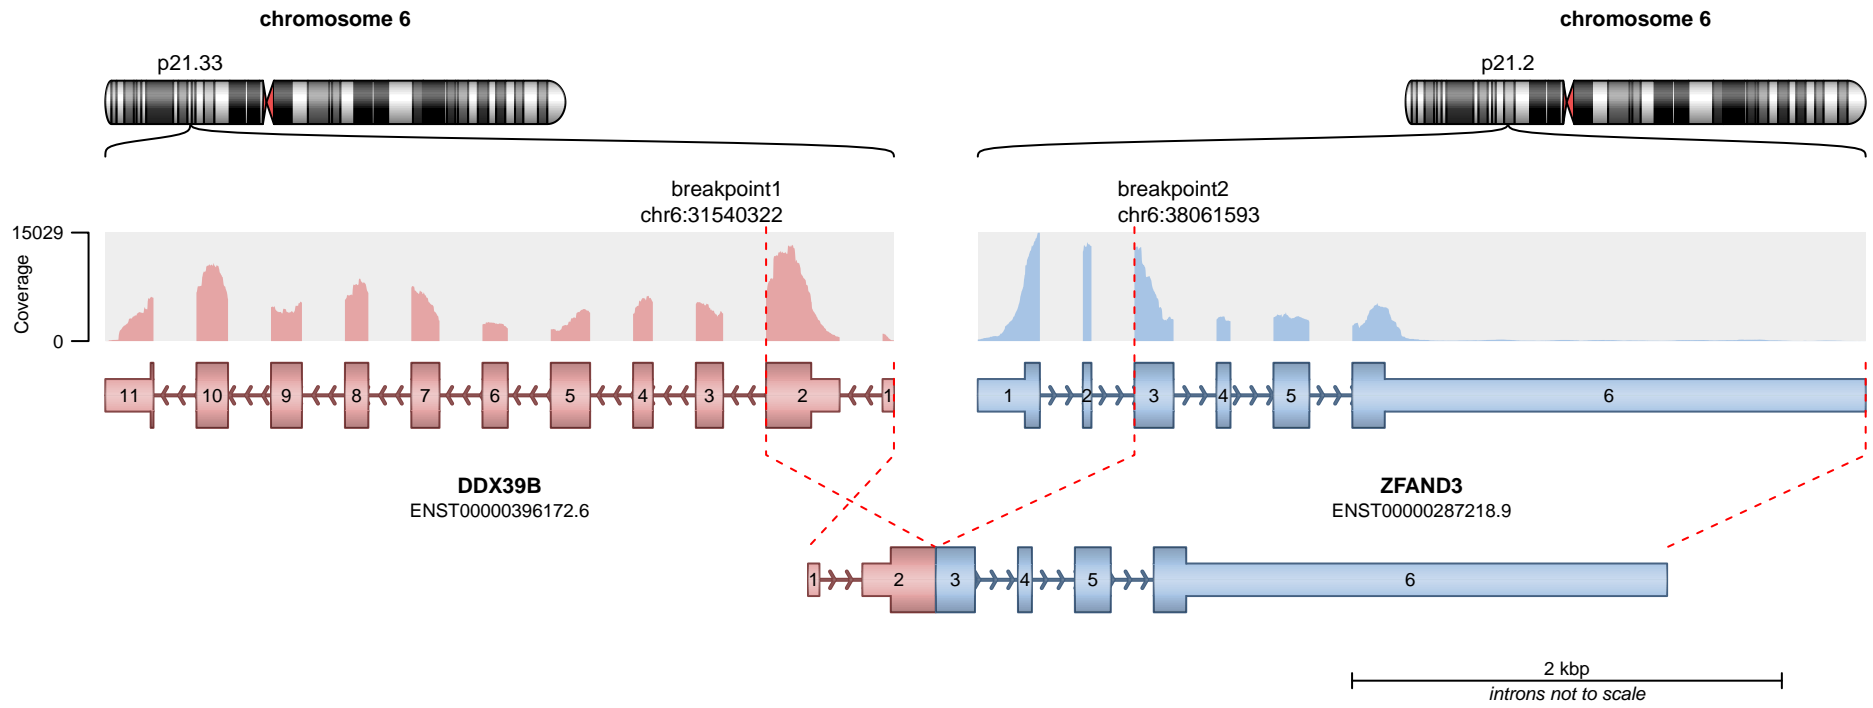 chromosome 6
chromosome 6
p21.33
p21.2
breakpoint1
chr6:31540322
breakpoint2
chr6:38061593
15029
Coverage
0
11 10 9 8 7 6 5 4 3 2 1
1 2 3 4 5 6
DDX39B
ENST00000396172.6
ZFAND3
ENST00000287218.9
1 2 3 4 5 6
2 kbp
introns not to scale